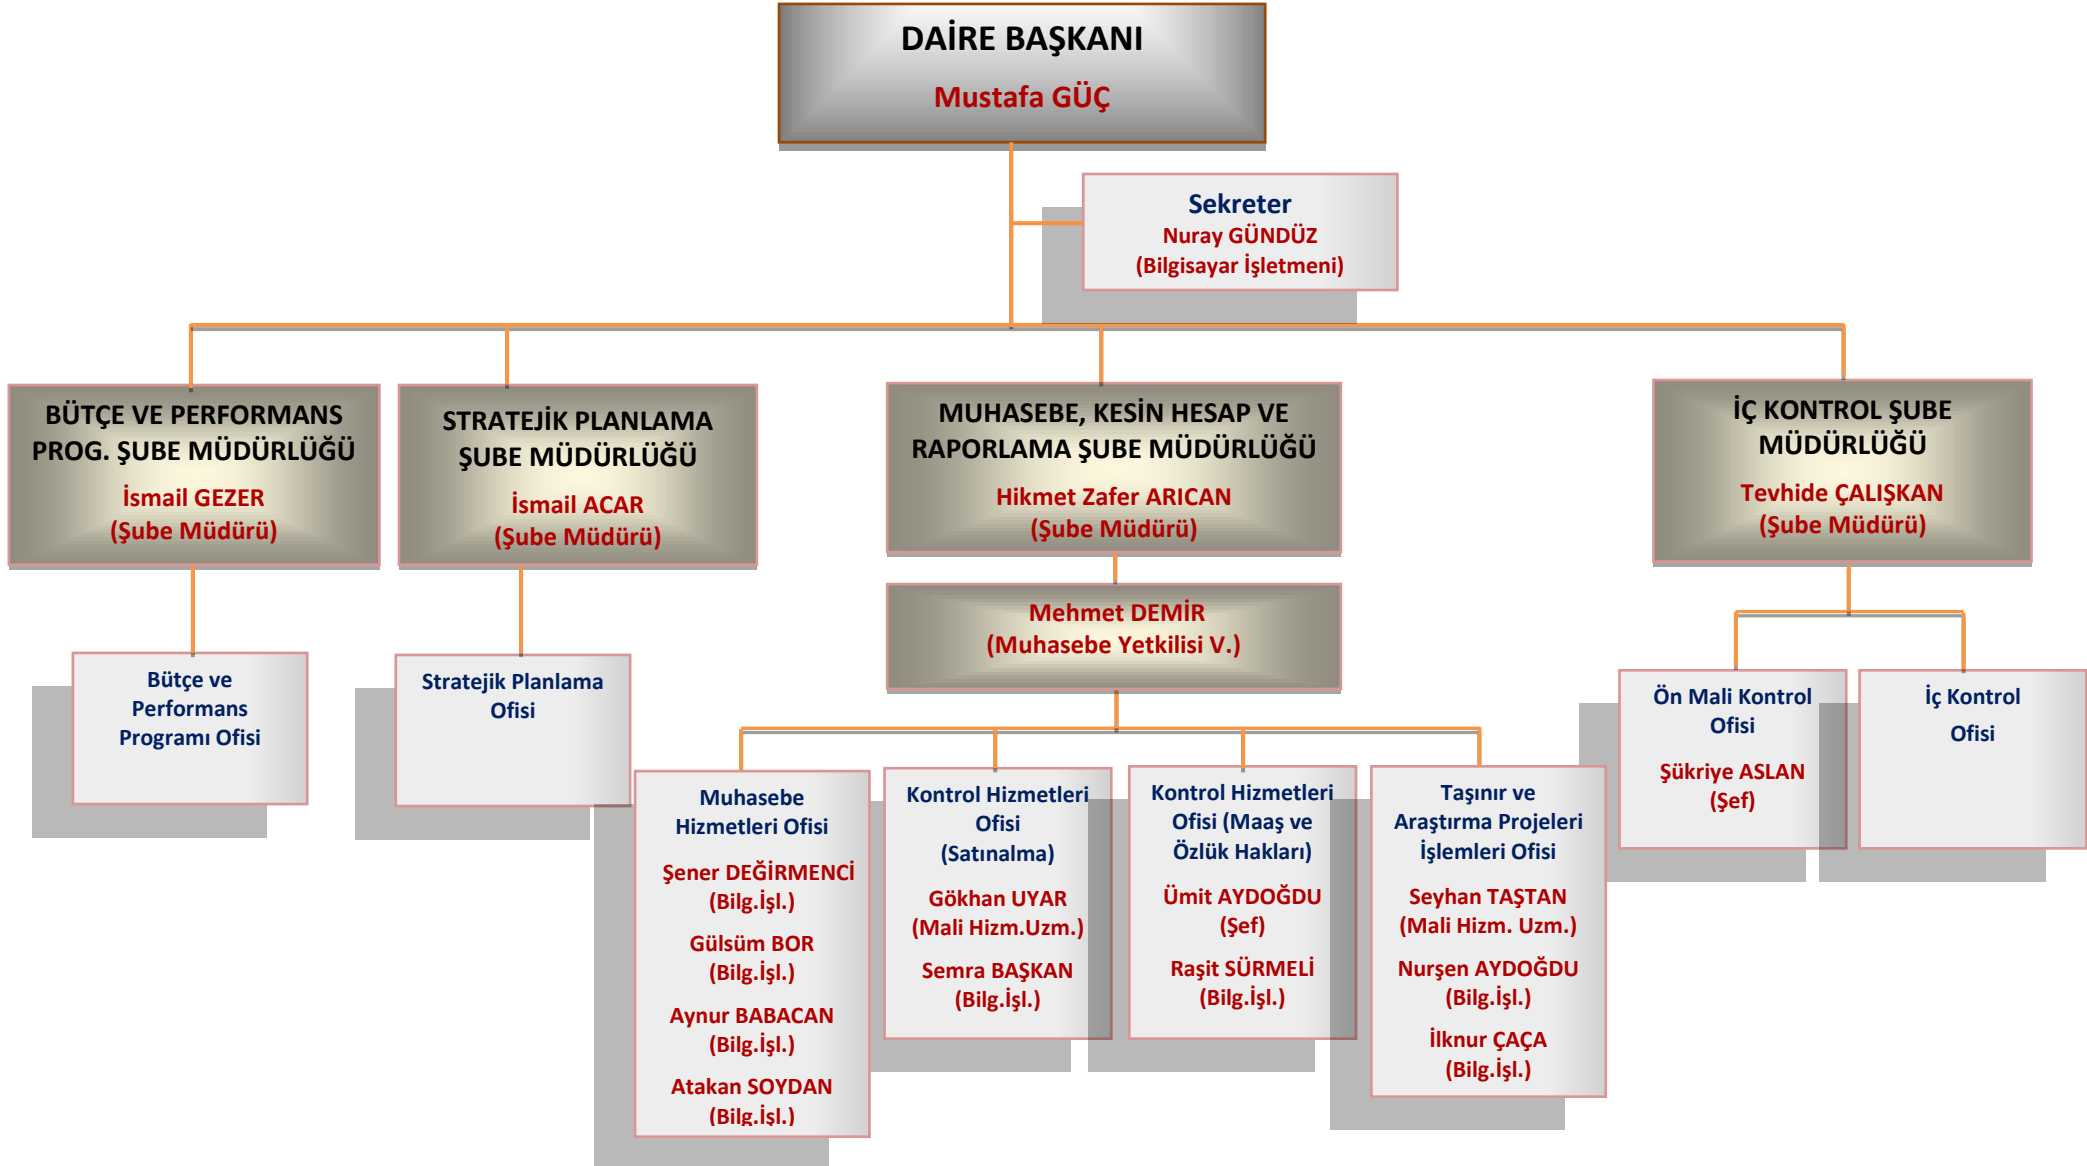 DAİRE BAŞKANI
Mustafa GÜÇ
Sekreter
Nuray GÜNDÜZ
(Bilgisayar İşletmeni)
BÜTÇE VE PERFORMANS
PROG. ŞUBE MÜDÜRLÜĞÜ
İsmail GEZER
(Şube Müdürü)
STRATEJİK PLANLAMA
ŞUBE MÜDÜRLÜĞÜ
İsmail ACAR
(Şube Müdürü)
MUHASEBE, KESİN HESAP VE
RAPORLAMA ŞUBE MÜDÜRLÜĞÜ
Hikmet Zafer ARICAN
(Şube Müdürü)
İÇ KONTROL ŞUBE
MÜDÜRLÜĞÜ
Tevhide ÇALIŞKAN
(Şube Müdürü)
Mehmet DEMİR
(Muhasebe Yetkilisi V.)
Bütçe ve
Performans
Programı Ofisi
Stratejik Planlama
Ofisi
Muhasebe
Hizmetleri Ofisi
Şener DEĞİRMENCİ
(Bilg.İşl.)
Gülsüm BOR
(Bilg.İşl.)
Aynur BABACAN
(Bilg.İşl.)
Atakan SOYDAN
(Bilg.İşl.)
Kontrol Hizmetleri
Ofisi
(Satınalma)
Gökhan UYAR
(Mali Hizm.Uzm.)
Semra BAŞKAN
(Bilg.İşl.)
Kontrol Hizmetleri
Ofisi (Maaş ve
Özlük Hakları)
Ümit AYDOĞDU
(Şef)
Raşit SÜRMELİ
(Bilg.İşl.)
Taşınır ve
Araştırma Projeleri
İşlemleri Ofisi
Seyhan TAŞTAN
(Mali Hizm. Uzm.)
Nurşen AYDOĞDU
(Bilg.İşl.)
İlknur ÇAÇA
(Bilg.İşl.)
Ön Mali Kontrol
Ofisi
Şükriye ASLAN
(Şef)
İç Kontrol
Ofisi